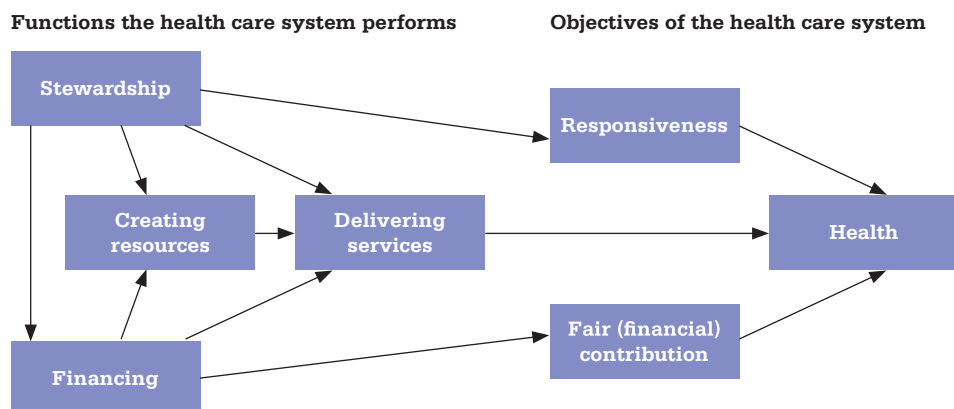 Functions the health care system performs
Objectives of the health care system
Stewardship
Responsiveness
Creating
resources
Delivering
services
Health
Fair (financial)
contribution
Financing